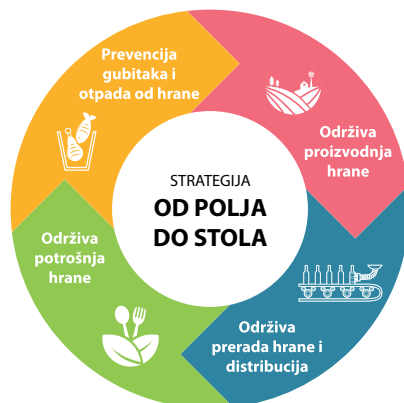 Prevencija
gubitaka i
otpada od hrane
Održiva
proizvodnja
hrane
STRATEGIJA
OD POLJA
DO STOLA
Održiva
potrošnja
hrane
Održiva
prerada hrane i
distribucija